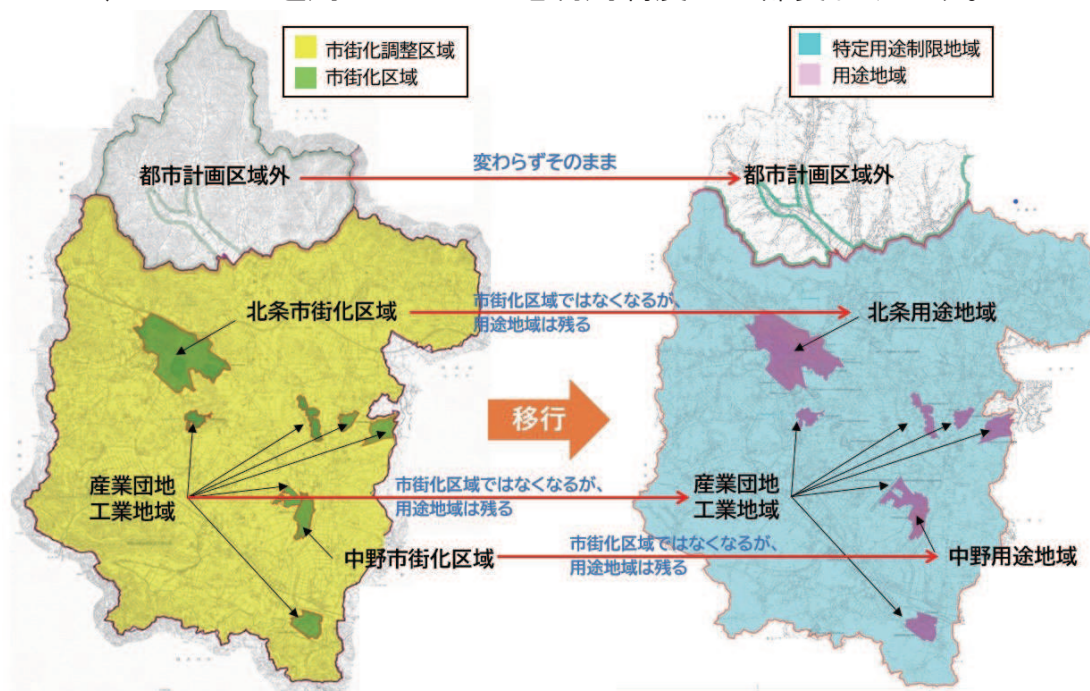 市街化調整区域
市街化区域
特定用途制限地域
用途地域
都市計画区域外
変わらずそのまま
都市計画区域外
北条市街化区域
市街化区域ではなくなるが、
用途地域は残る
北条用途地域
移行
産業団地
工業地域
市街化区域ではなくなるが、
用途地域は残る
産業団地
工業地域
中野市街化区域
市街化区域ではなくなるが、
用途地域は残る
中野用途地域